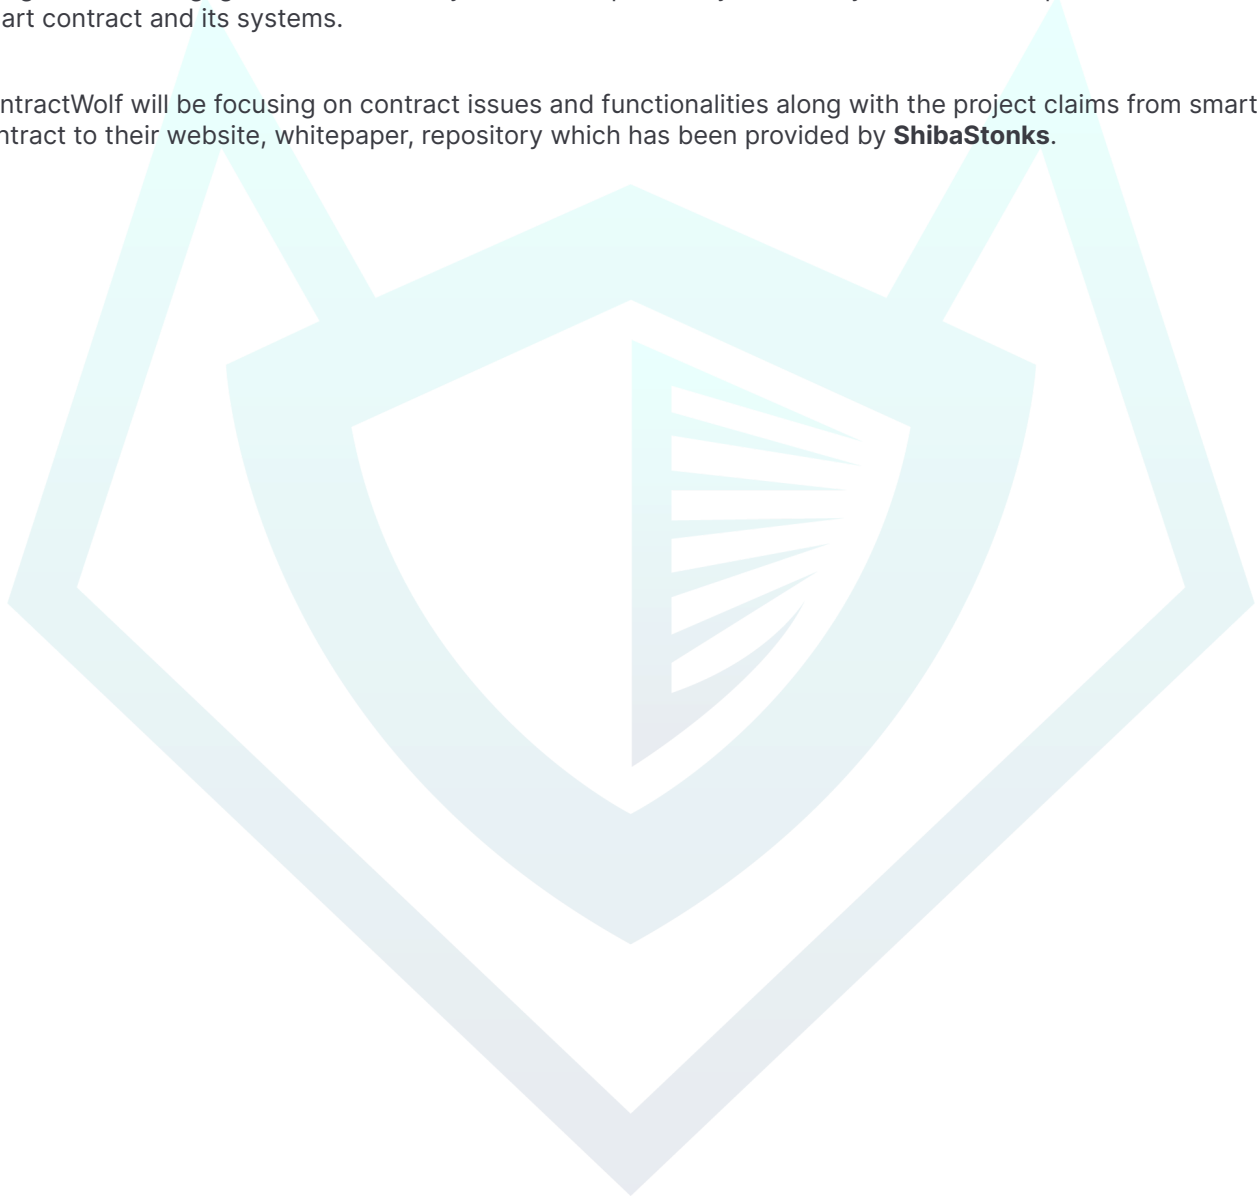 art contract and its systems.
ntractWolf will be focusing on contract issues and functionalities along with the project claims from smart
ntract to their website, whitepaper, repository which has been provided by ShibaStonks.